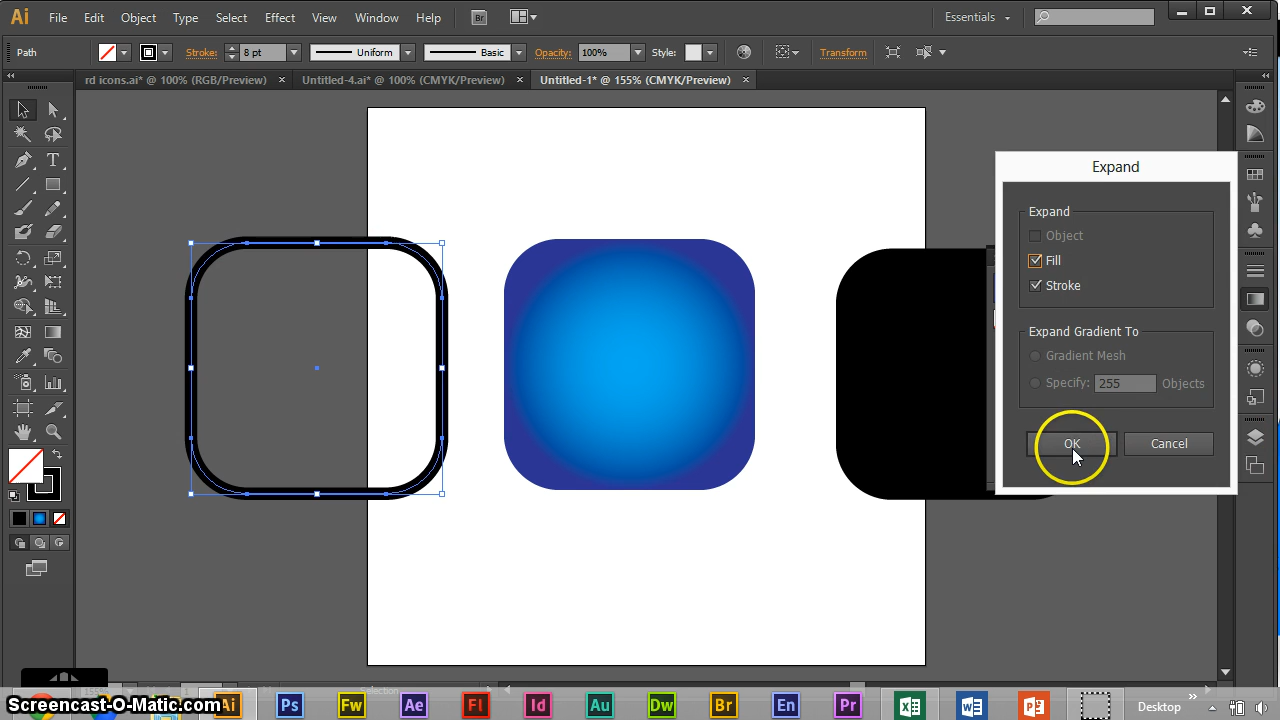 Ai File Edit Object Type Select Effect View Window Help Br Essentials
Path Stroke: 8 pt Uniform Basic Opacity: 100% Style: Transform
rd icons.ai* @ 100% (RGB/Preview) × Untitled-4.ai* @ 100% (CMYK/Preview) × Untitled-1* @ 155% (CMYK/Preview) ×
Expand
Expand
Object
Fill
Stroke
Expand Gradient To
Gradient Mesh
Specify: 255 Objects
OK Cancel
T
Selection
Screencast-O-Matic.com Ai Ps Fw Ae Fl Id Au Dw Br En Pr Desktop